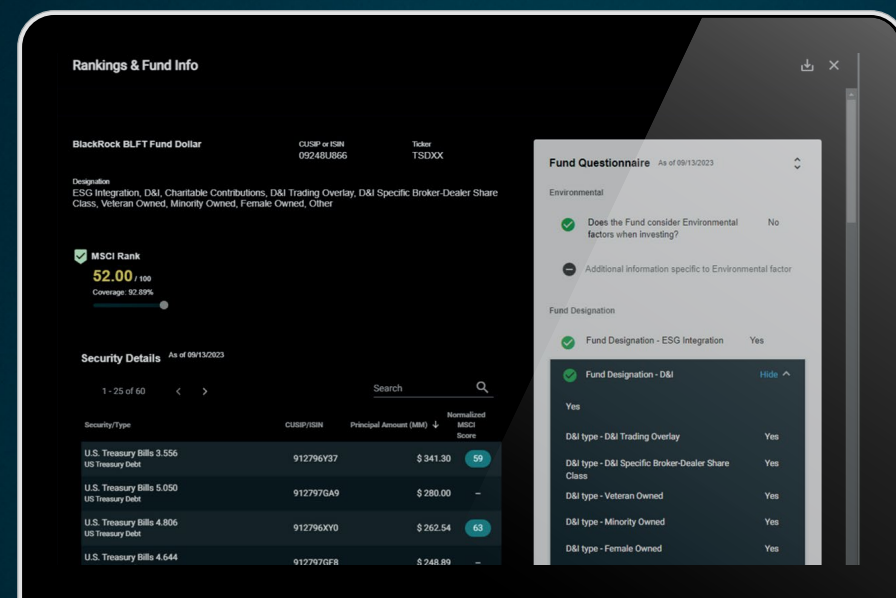 Rankings & Fund Info
BlackRock BLFT Fund Dollar
CUSIP or ISIN
09248U866
Ticker
TSDXX
Designation
ESG Integration, D&I, Charitable Contributions, D&I Trading Overlay, D&I Specific Broker-Dealer Share
Class, Veteran Owned, Minority Owned, Female Owned, Other
MSCI Rank
52.00 / 100
Coverage: 92.89%
Security Details As of 09/13/2023
1 - 25 of 60
Search
Security/Type CUSIP/ISIN Principal Amount (MM) Normalized
MSCI
Score
U.S. Treasury Bills 3.556
US Treasury Debt
912796Y37 $ 341.30 59
U.S. Treasury Bills 5.050
US Treasury Debt
912797GA9 $ 280.00 –
U.S. Treasury Bills 4.806
US Treasury Debt
912796XY0 $ 262.54 63
U.S. Treasury Bills 4.644
912797GF8 $ 248.89 –
Fund Questionnaire As of 09/13/2023
Environmental
Does the Fund consider Environmental No
factors when investing?
Additional information specific to Environmental factor
Fund Designation
Fund Designation - ESG Integration Yes
Fund Designation - D&I Hide
Yes
D&I type - D&I Trading Overlay Yes
D&I type - D&I Specific Broker-Dealer Share Yes
Class
D&I type - Veteran Owned Yes
D&I type - Minority Owned Yes
D&I type - Female Owned Yes